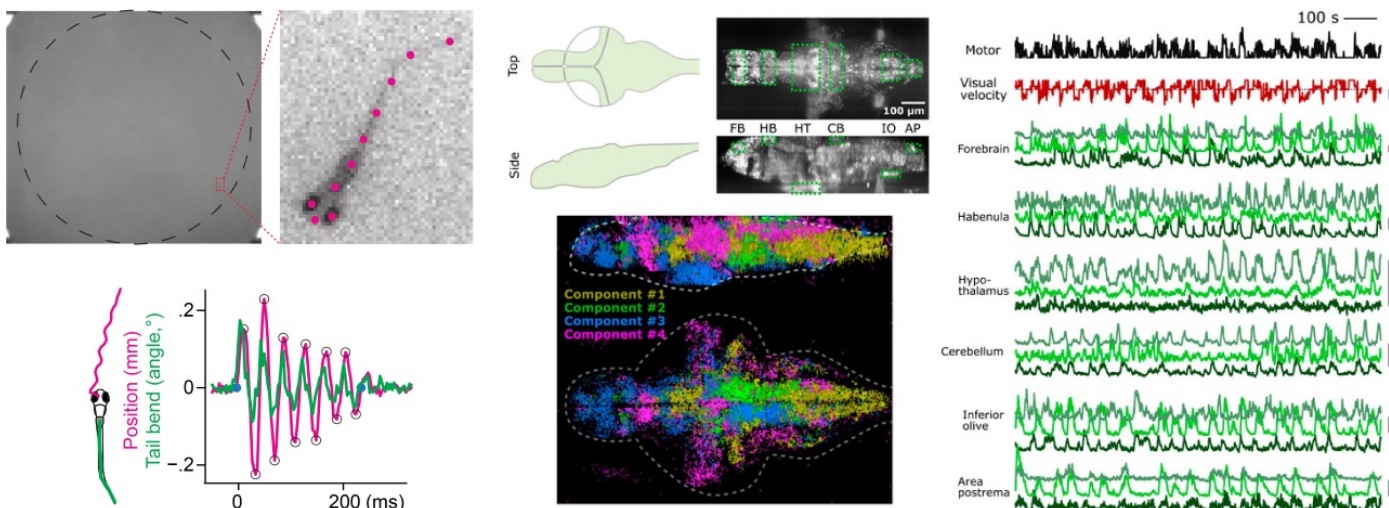 Top
Side
100 µm
FB HB HT CB IO AP
Component #1
Component #2
Component #3
Component #4
Position (mm)
Tail bend (angle,°)
.2
0
-.2
0 200 (ms)
100 s
Motor
Visual
velocity
Forebrain
Habenula
Hypo-
thalamus
Cerebellum
Inferior
olive
Area
postrema